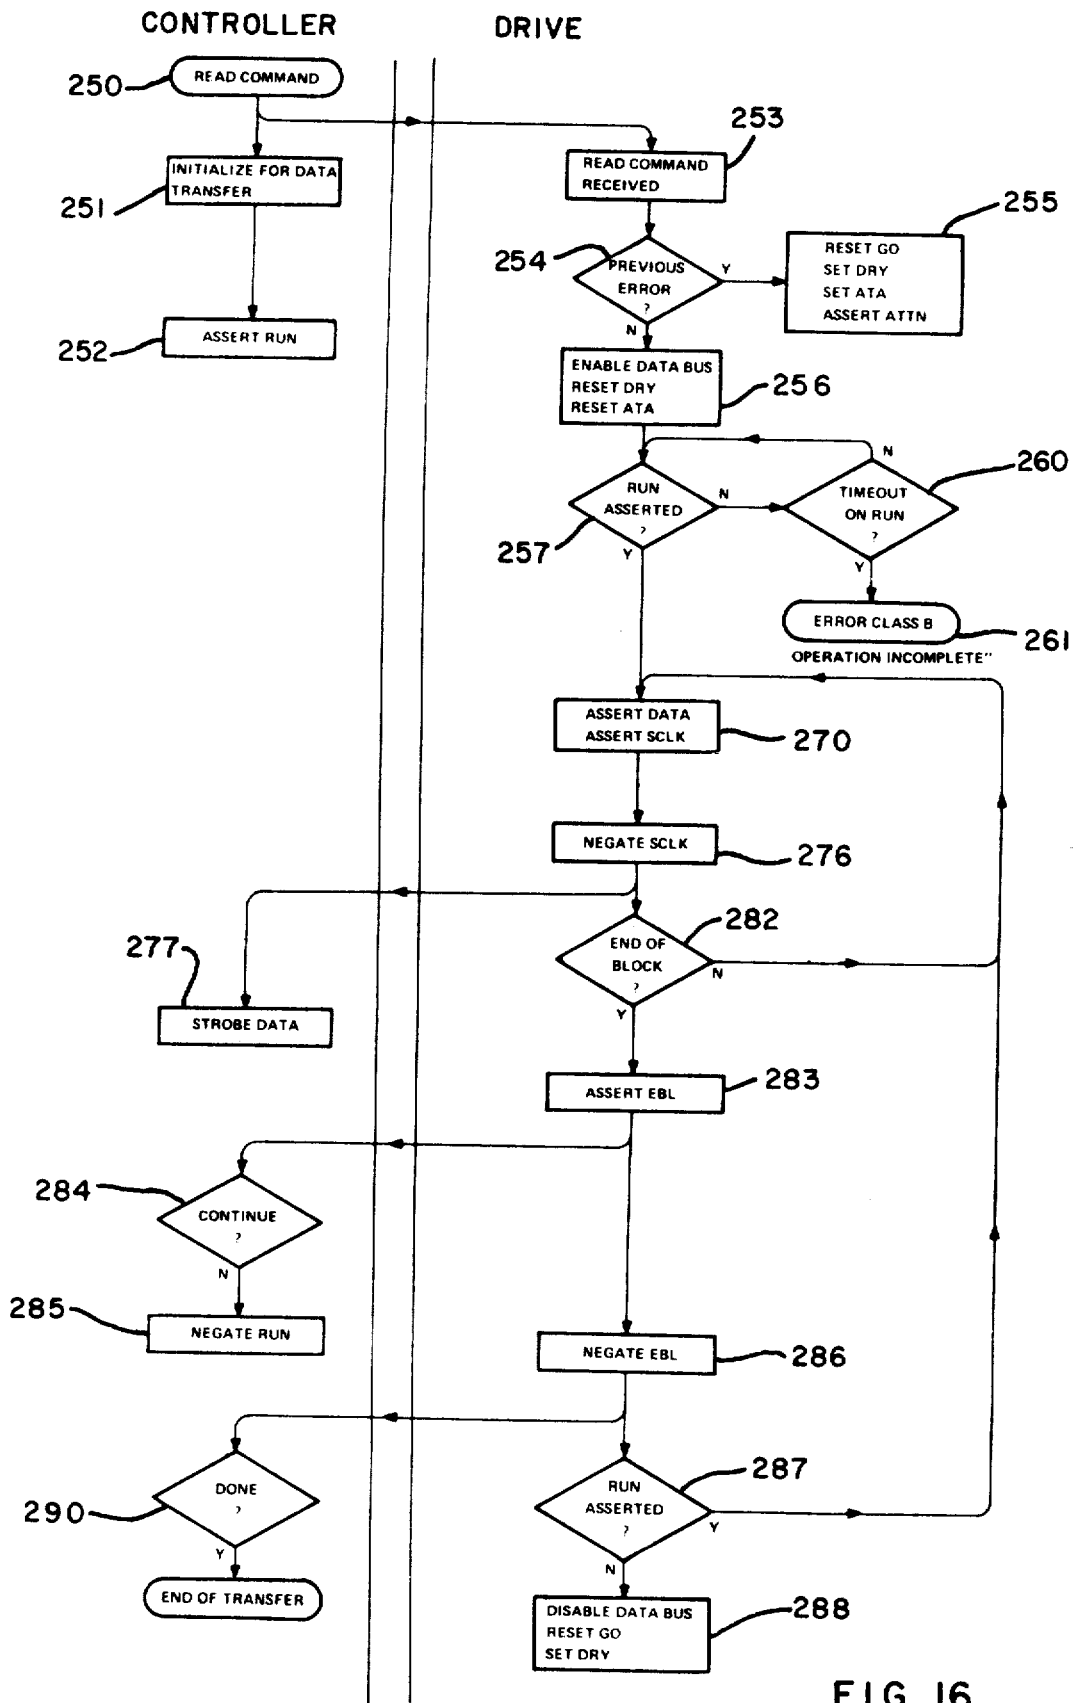 CONTROLLER
DRIVE
250
READ COMMAND
253
READ COMMAND
RECEIVED
INITIALIZE FOR DATA
TRANSFER
251
255
RESET GO
SET DRY
SET ATA
ASSERT ATTN
254
PREVIOUS
ERROR
?
Y
N
252
ASSERT RUN
ENABLE DATA BUS
RESET DRY
RESET ATA
256
RUN
ASSERTED
?
N
Y
257
N
260
TIMEOUT
ON RUN
?
Y
ERROR CLASS B
261
OPERATION INCOMPLETE"
ASSERT DATA
ASSERT SCLK
270
NEGATE SCLK
276
282
END OF
BLOCK
?
N
Y
277
STROBE DATA
ASSERT EBL
283
284
CONTINUE
?
N
285
NEGATE RUN
NEGATE EBL
286
287
RUN
ASSERTED
?
Y
N
290
DONE
?
Y
END OF TRANSFER
DISABLE DATA BUS
RESET GO
SET DRY
288
FIG 16